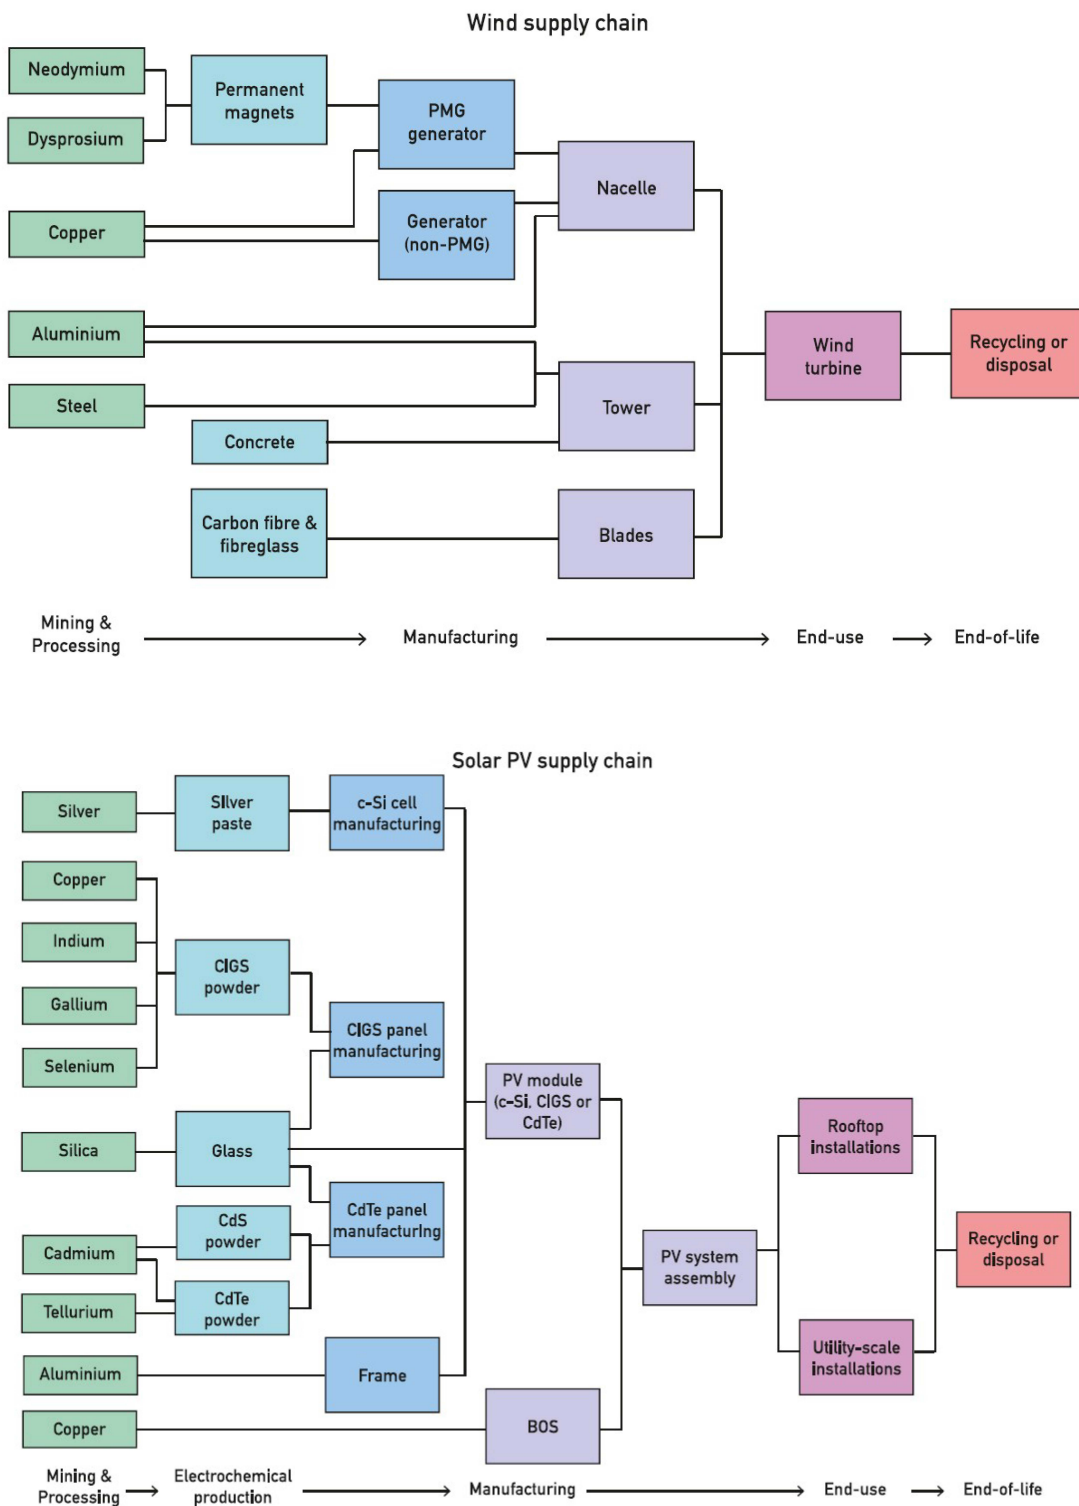 Wind supply chain
Neodymium
Dysprosium
Copper
Aluminium
Steel
Permanent
magnets
Concrete
Carbon fibre &
fibreglass
PMG
generator
Generator
(non-PMG)
Nacelle
Tower
Blades
Wind
turbine
Recycling or
disposal
Mining &
Processing
Manufacturing
End-use
End-of-life
Solar PV supply chain
Silver
Copper
Indium
Gallium
Selenium
Silica
Cadmium
Tellurium
Aluminium
Copper
Silver
paste
CIGS
powder
Glass
CdS
powder
CdTe
powder
c-Si cell
manufacturing
CIGS panel
manufacturing
CdTe panel
manufacturing
Frame
PV module
(c-Si, CIGS or
CdTe)
BOS
PV system
assembly
Rooftop
installations
Utility-scale
installations
Recycling or
disposal
Mining &
Processing
Electrochemical
production
Manufacturing
End-use
End-of-life